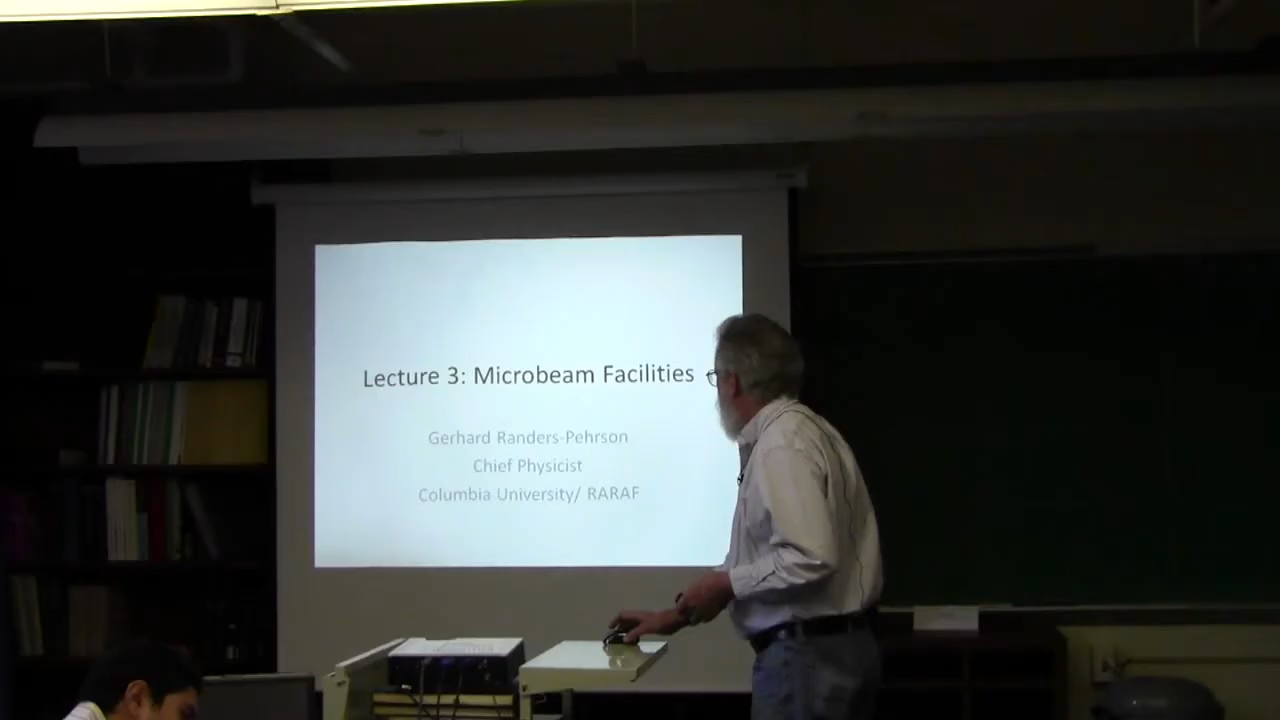 Lecture 3: Microbeam Facilities
Gerhard Randers-Pehrson
Chief Physicist
Columbia University/ RARAF